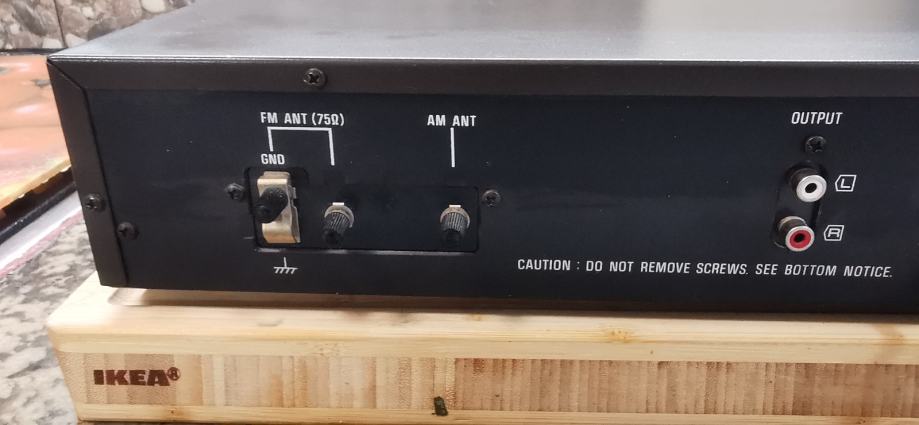 FM ANT (75Ω)
AM ANT
OUTPUT
GND
L
R
CAUTION : DO NOT REMOVE SCREWS. SEE BOTTOM NOTICE.
IKEA®